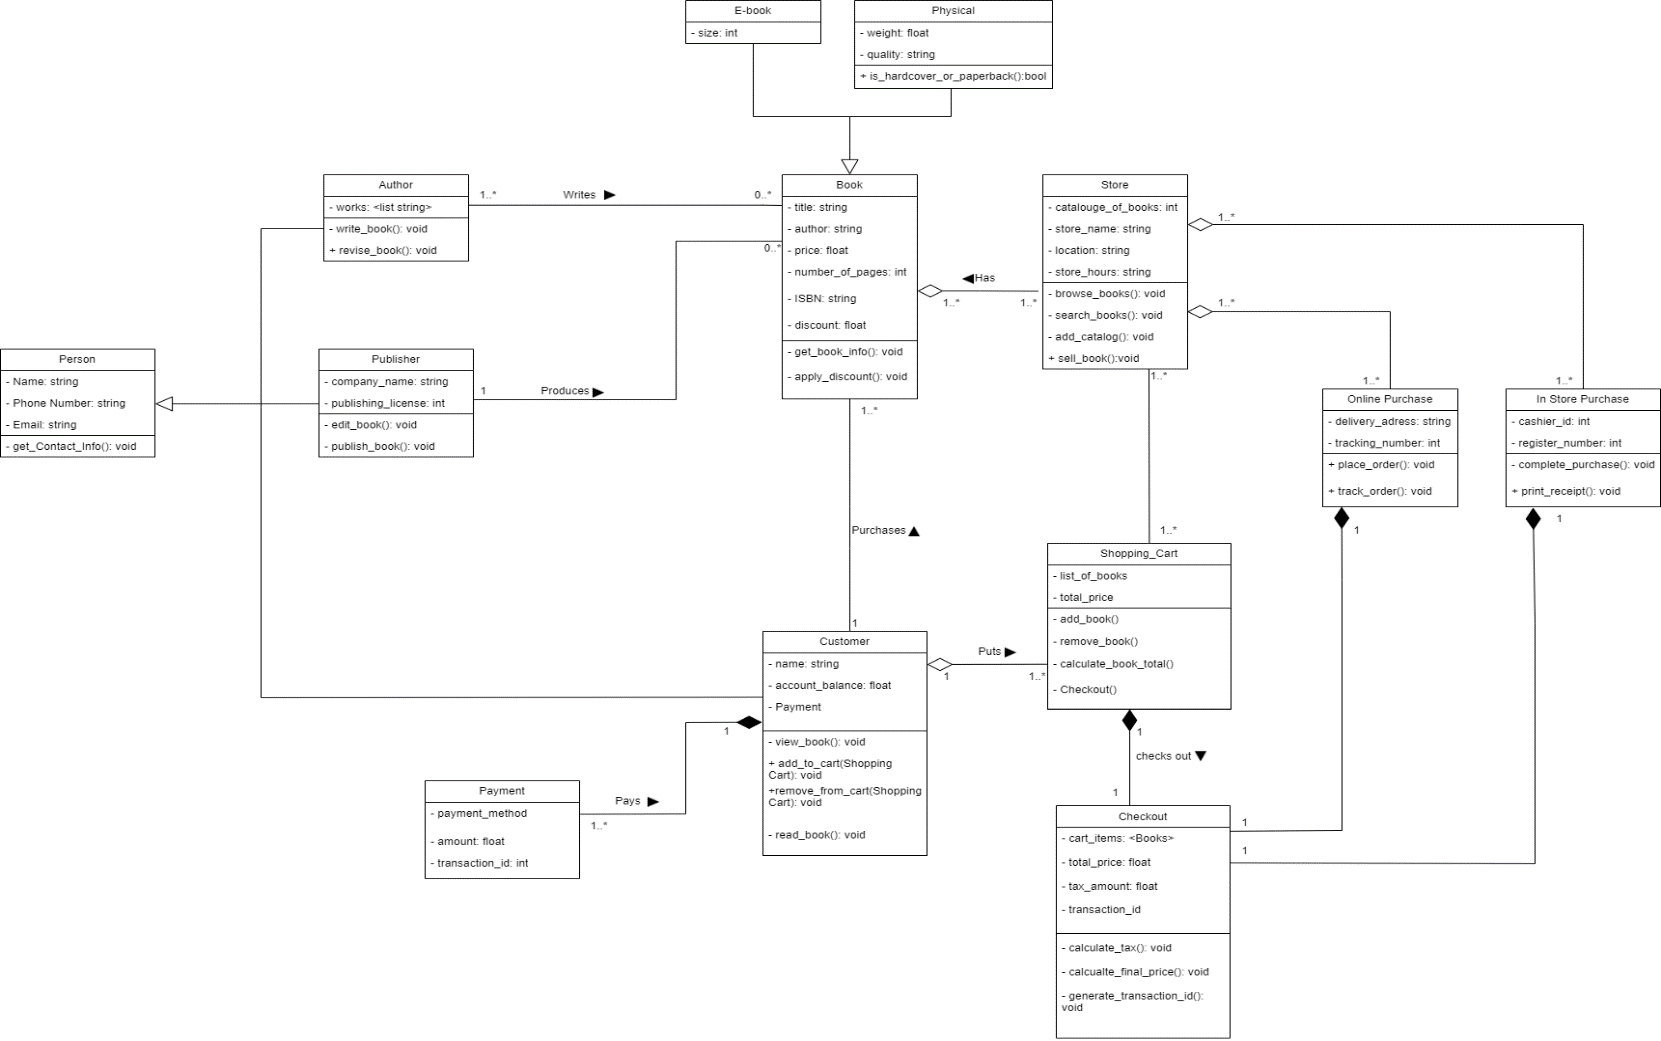 E-book
- size: int
Physical
- weight: float
- quality: string
+ is_hardcover_or_paperback():bool
Author
- works: <list string>
- write_book(): void
+ revise_book(): void
1..*
Writes
0..*
Book
- title: string
- author: string
- price: float
- number_of_pages: int
- ISBN: string
- discount: float
- get_book_info(): void
- apply_discount(): void
0..*
Has
1..*
1..*
Store
- catalouge_of_books: int
- store_name: string
- location: string
- store_hours: string
- browse_books(): void
- search_books(): void
- add_catalog(): void
+ sell_book():void
1..*
1..*
1..*
Person
- Name: string
- Phone Number: string
- Email: string
- get_Contact_Info(): void
Publisher
- company_name: string
- publishing_license: int
- edit_book(): void
- publish_book(): void
1
Produces
1..*
1..*
Online Purchase
- delivery_adress: string
- tracking_number: int
+ place_order(): void
+ track_order(): void
1
1..*
In Store Purchase
- cashier_id: int
- register_number: int
- complete_purchase(): void
+ print_receipt(): void
1
Purchases
1
1..*
Shopping_Cart
- list_of_books
- total_price
- add_book()
- remove_book()
- calculate_book_total()
- Checkout()
Customer
- name: string
- account_balance: float
- Payment
- view_book(): void
+ add_to_cart(Shopping
Cart): void
+remove_from_cart(Shopping
Cart): void
- read_book(): void
Puts
1
1..*
1
1
checks out
1
Payment
- payment_method
- amount: float
- transaction_id: int
Pays
1..*
Checkout
- cart_items: <Books>
- total_price: float
- tax_amount: float
- transaction_id
- calculate_tax(): void
- calcualte_final_price(): void
- generate_transaction_id():
void
1
1